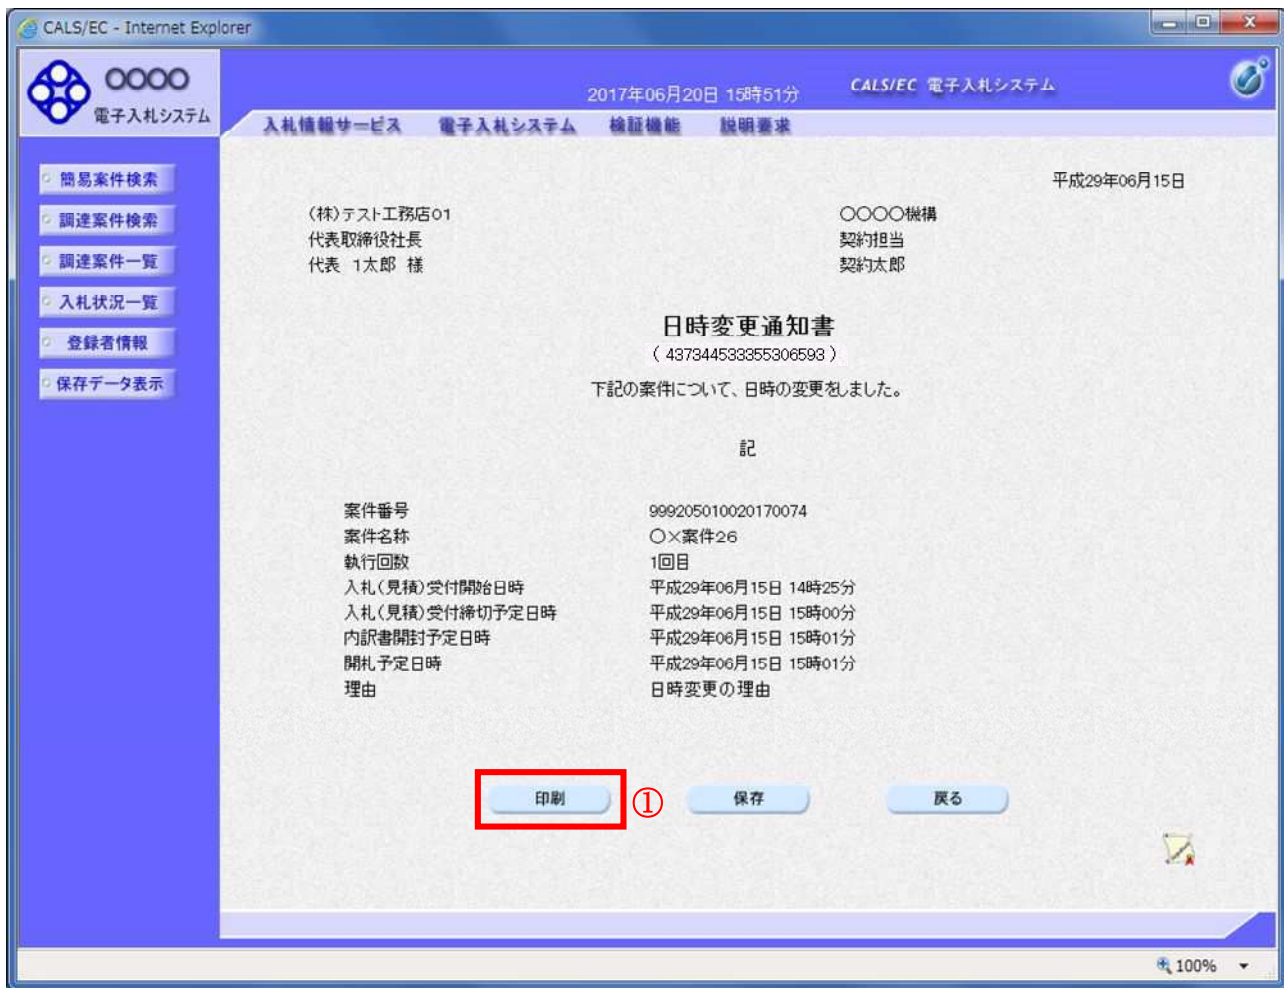 CALS/EC - Internet Explorer
○○○○
電子入札システム
2017年06月20日 15時51分
CALS/EC 電子入札システム
入札情報サービス 電子入札システム 検証機能 説明要求
簡易案件検索
調達案件検索
調達案件一覧
入札状況一覧
登録者情報
保存データ表示
平成29年06月15日
(株)テスト工務店01
代表取締役社長
代表 1太郎 様
○○○○機構
契約担当
契約太郎
日時変更通知書
( 437344533355306593 )
下記の案件について、日時の変更をしました。
記
案件番号 999205010020170074
案件名称 ○×案件26
執行回数 1回目
入札(見積)受付開始日時 平成29年06月15日 14時25分
入札(見積)受付締切予定日時 平成29年06月15日 15時00分
内訳書開封予定日時 平成29年06月15日 15時01分
開札予定日時 平成29年06月15日 15時01分
理由 日時変更の理由
印刷 ① 保存 戻る
100%